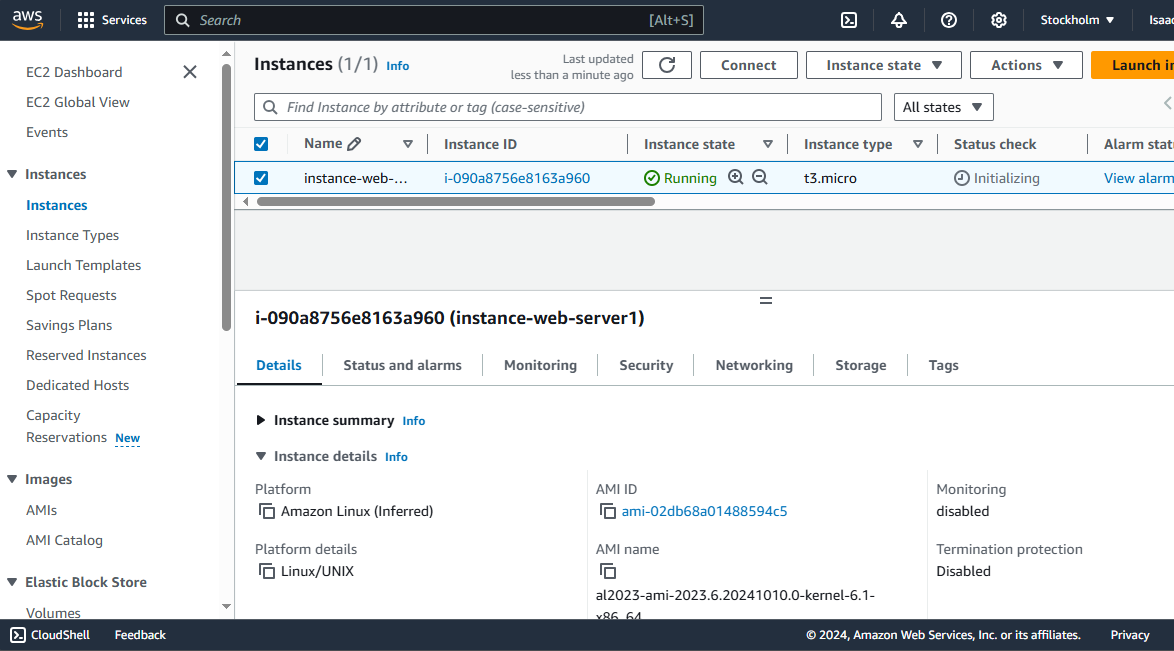 aws
Services
Search
[Alt+S]
Stockholm
Isaac
EC2 Dashboard
EC2 Global View
Events
Instances
Instances
Instance Types
Launch Templates
Spot Requests
Savings Plans
Reserved Instances
Dedicated Hosts
Capacity
Reservations New
Images
AMIs
AMI Catalog
Elastic Block Store
Volumes
Instances (1/1) Info
Last updated
less than a minute ago
Connect
Instance state
Actions
Launch in
Find Instance by attribute or tag (case-sensitive)
All states
Name
Instance ID
Instance state
Instance type
Status check
Alarm stat
instance-web-...
i-090a8756e8163a960
Running
t3.micro
Initializing
View alarm
i-090a8756e8163a960 (instance-web-server1)
Details
Status and alarms
Monitoring
Security
Networking
Storage
Tags
Instance summary Info
Instance details Info
Platform
Amazon Linux (Inferred)
AMI ID
ami-02db68a01488594c5
Monitoring
disabled
Platform details
Linux/UNIX
AMI name
al2023-ami-2023.6.20241010.0-kernel-6.1-
x86_64
Termination protection
Disabled
CloudShell
Feedback
© 2024, Amazon Web Services, Inc. or its affiliates.
Privacy